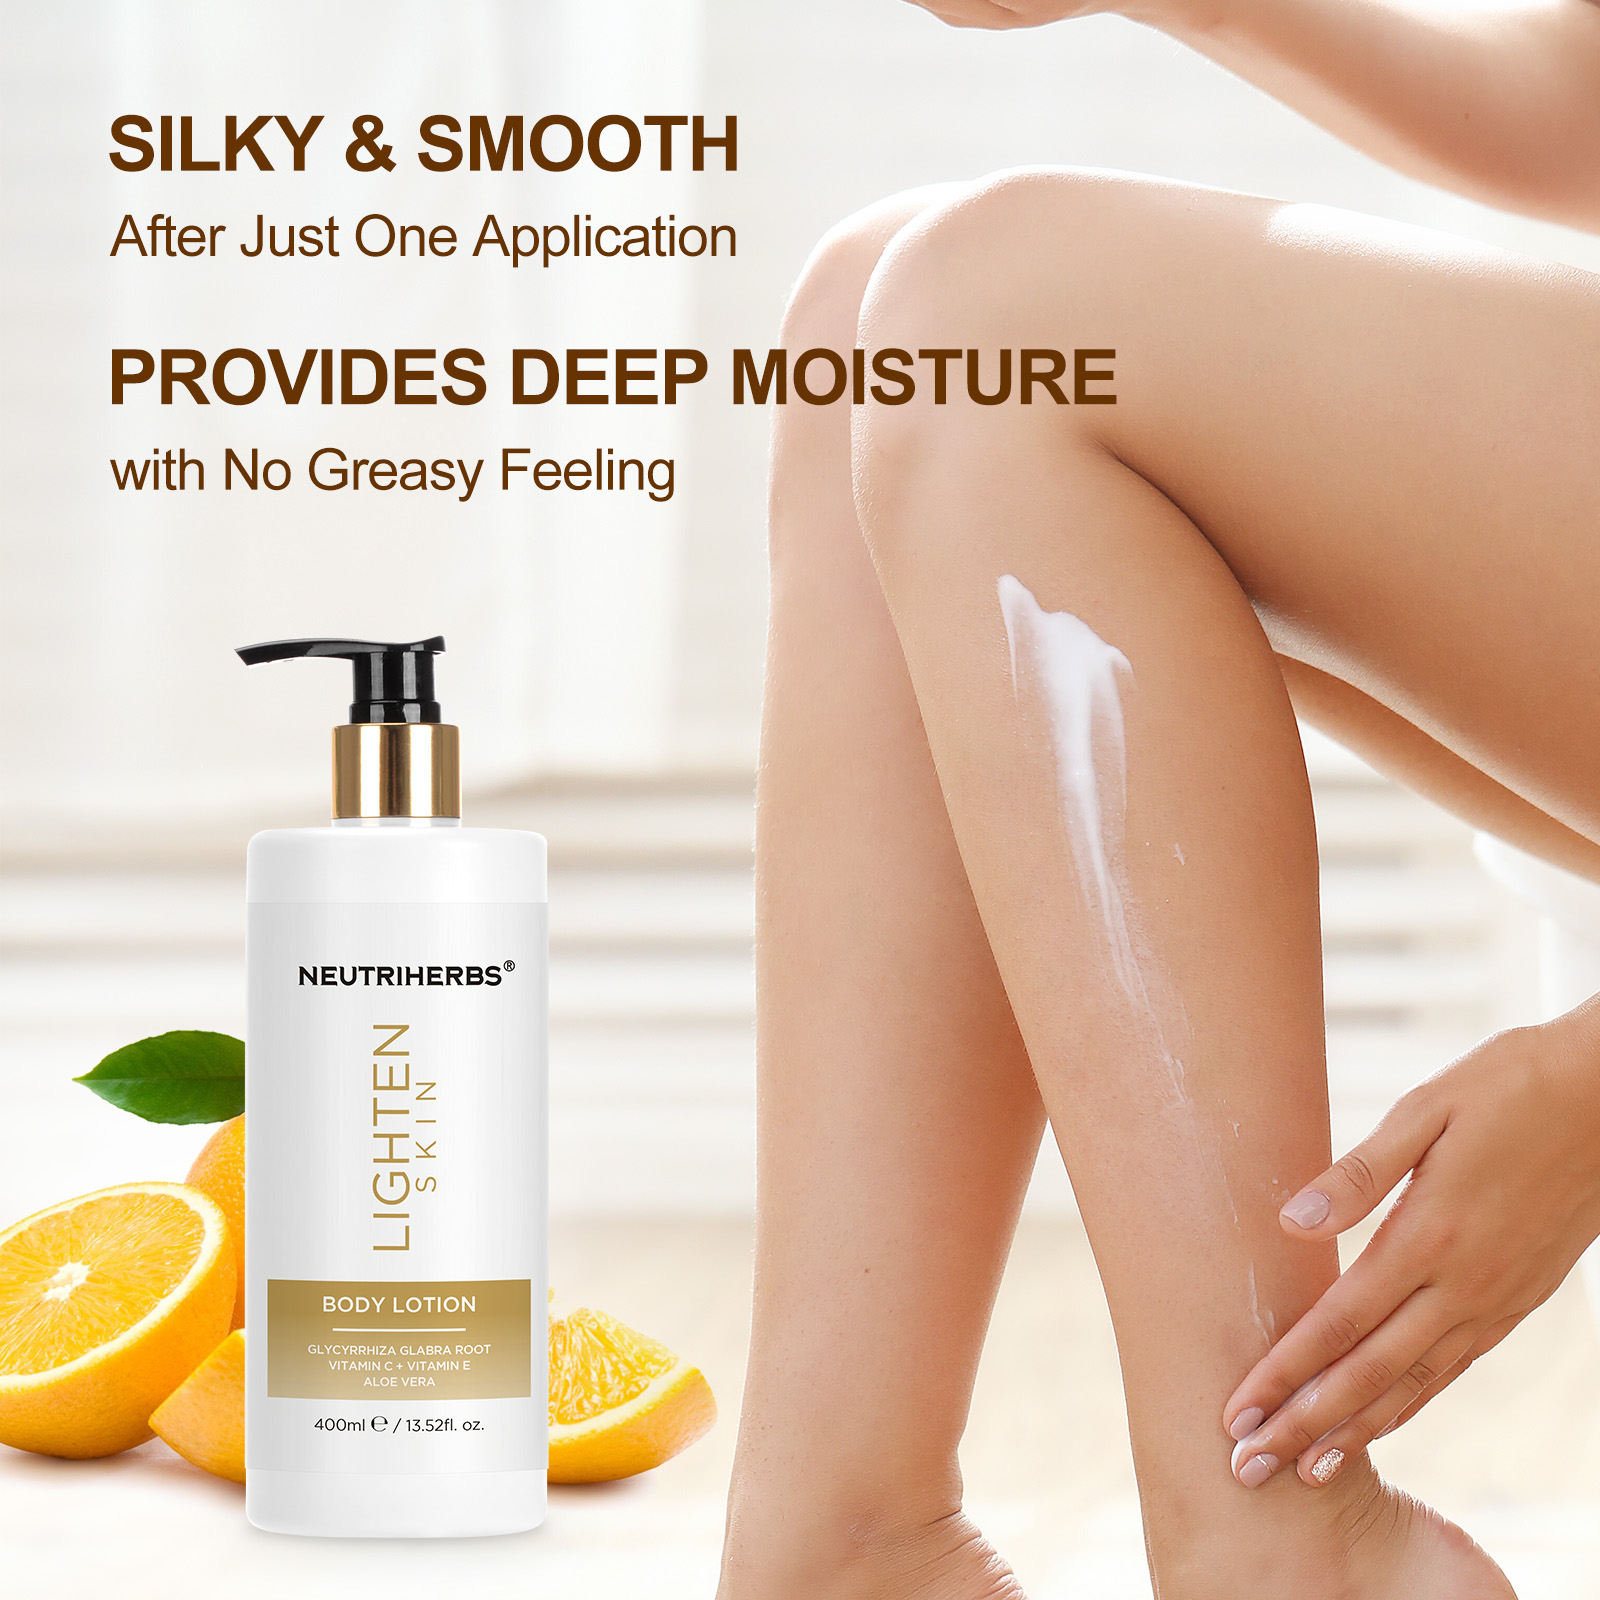 SILKY & SMOOTH
After Just One Application
PROVIDES DEEP MOISTURE
with No Greasy Feeling
NEUTRIHERBS®
LIGHTEN
SKIN
BODY LOTION
GLYCYRRHIZA GLABRA ROOT
VITAMIN C + VITAMIN E
ALOE VERA
400ml ℮ / 13.52fl. oz.